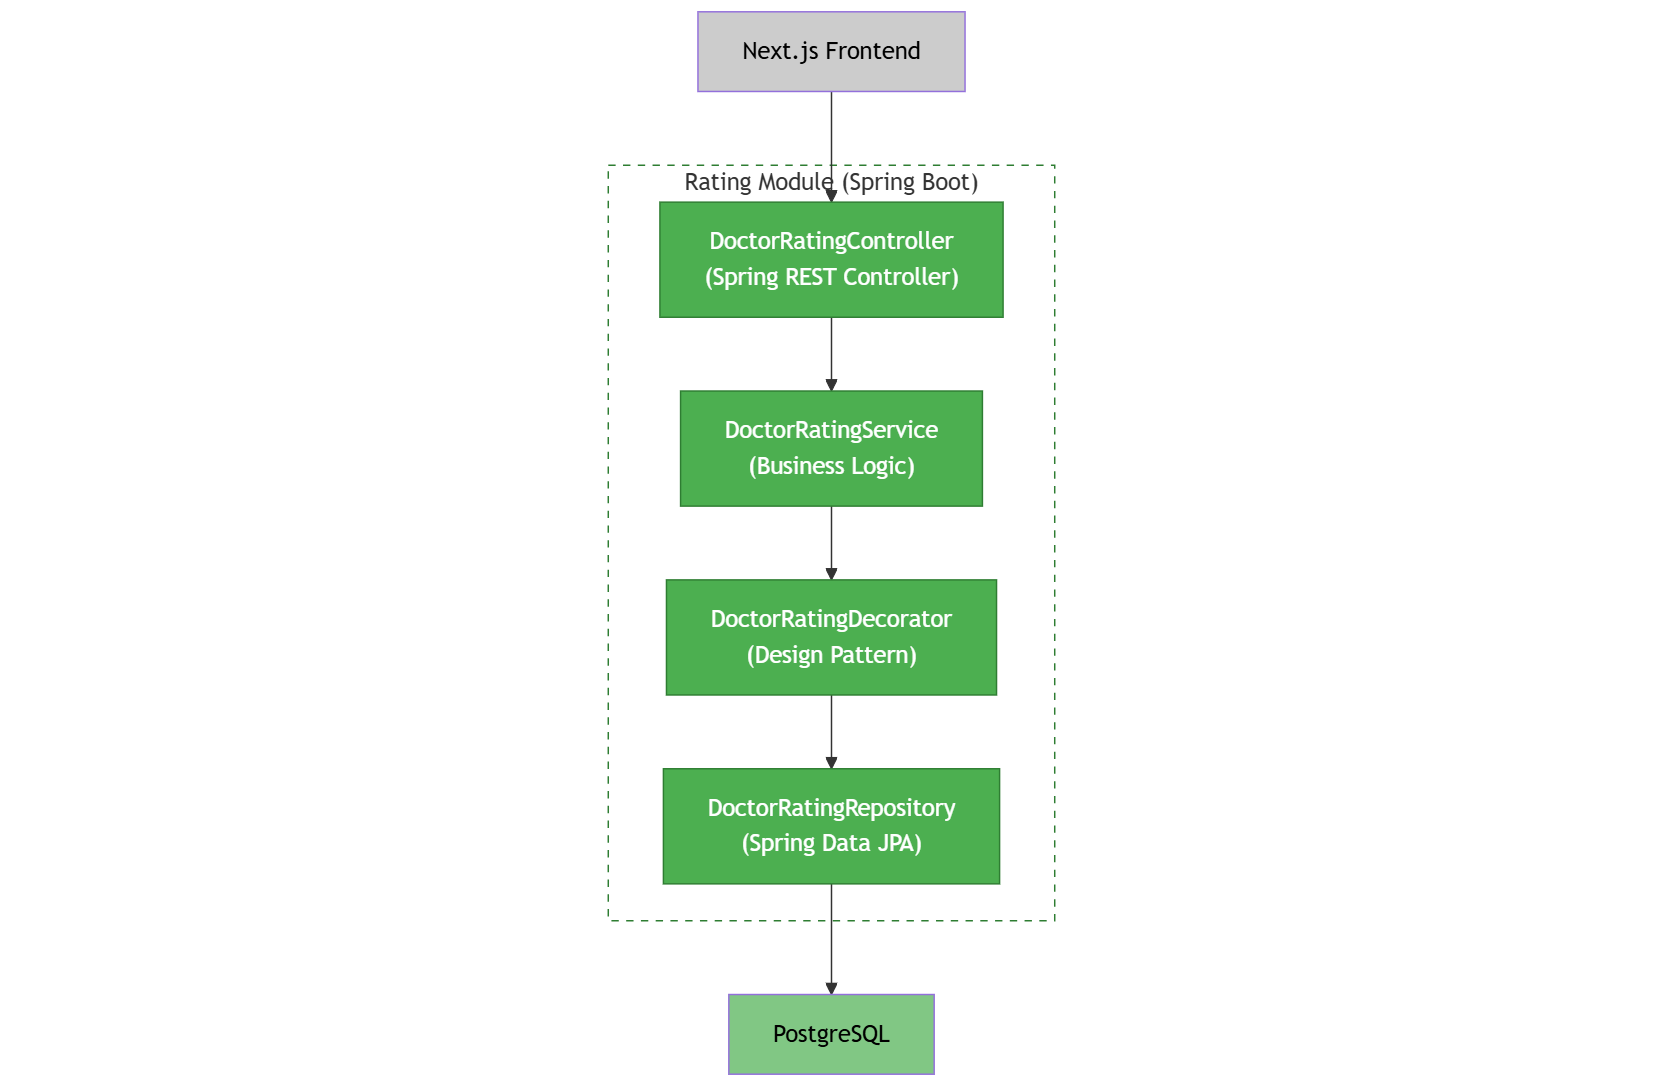 Next.js Frontend
Rating Module (Spring Boot)
DoctorRatingController
(Spring REST Controller)
DoctorRatingService
(Business Logic)
DoctorRatingDecorator
(Design Pattern)
DoctorRatingRepository
(Spring Data JPA)
PostgreSQL